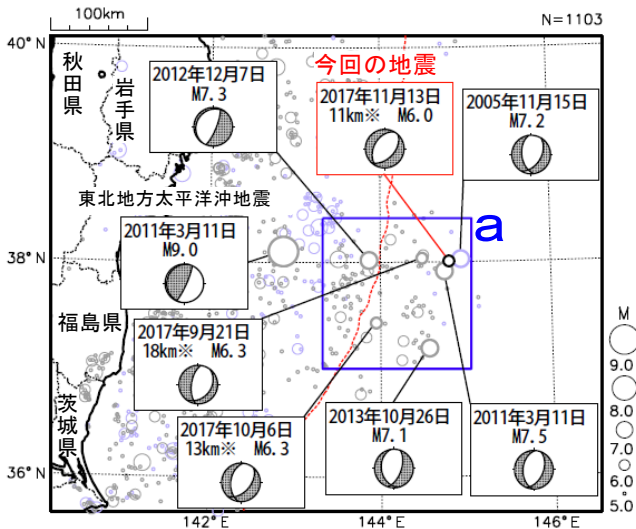 100km
N=1103
40°N
秋田県
岩手県
2012年12月7日
M7.3
今回の地震
2017年11月13日
11km※ M6.0
2005年11月15日
M7.2
東北地方太平洋沖地震
2011年3月11日
M9.0
a
38°N
福島県
2017年9月21日
18km※ M6.3
茨城県
2017年10月6日
13km※ M6.3
2013年10月26日
M7.1
2011年3月11日
M7.5
M
9.0
8.0
7.0
6.0
5.0
36°N
142°E
144°E
146°E